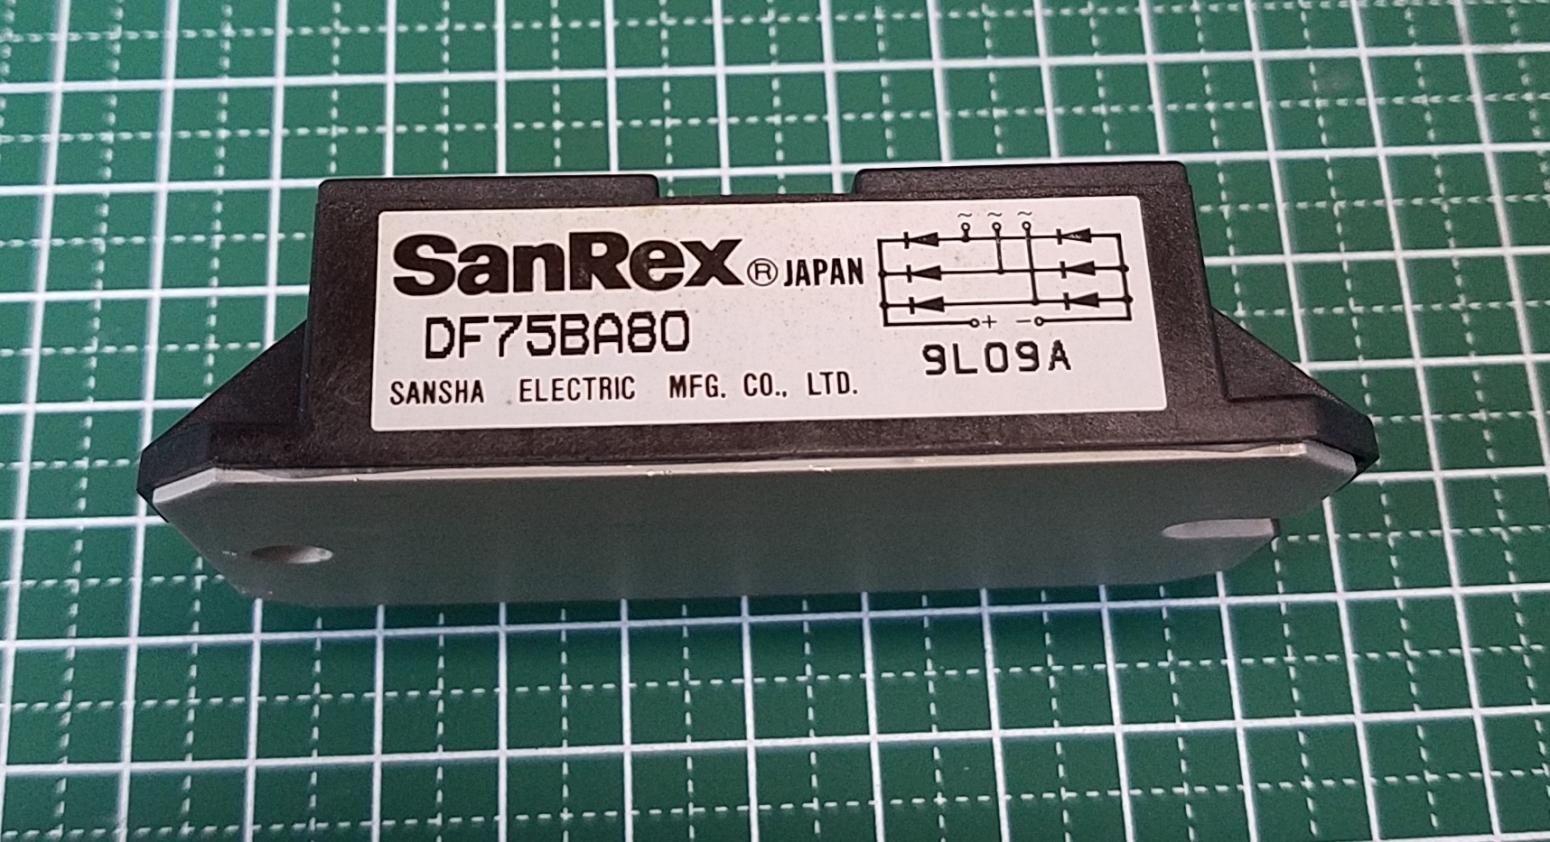 SanRex® JAPAN
DF75BA80
SANSHA ELECTRIC MFG. CO., LTD.
~ ~ ~
+ −
9L09A